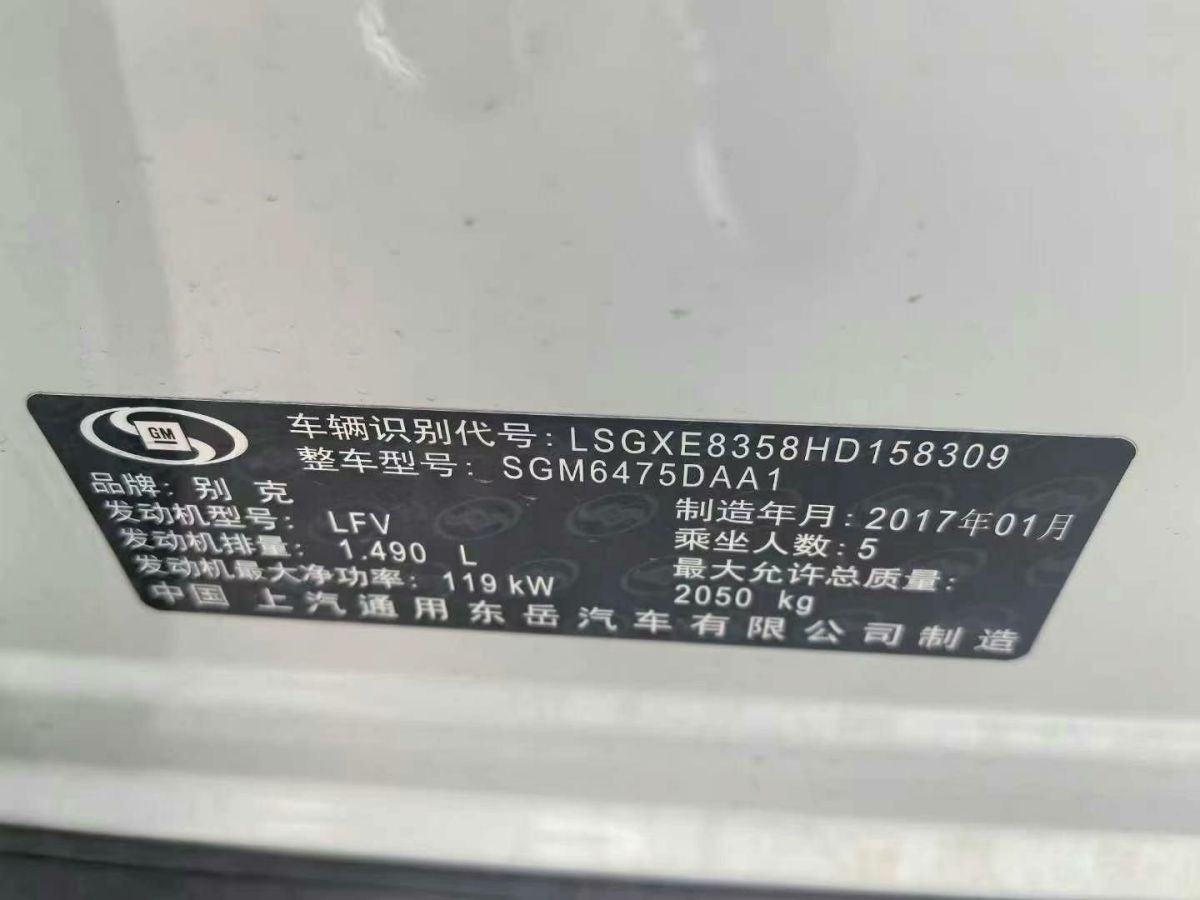 GM
车辆识别代号: LSGXE8358HD158309
整车型号: SGM6475DAA1
品牌: 别 克
发动机型号: LFV 制造年月: 2017年01月
发动机排量: 1.490 L 乘坐人数: 5
发动机最大净功率: 119 kW 最大允许总质量: 2050 kg
中国 上汽通用东岳汽车有限公司制造